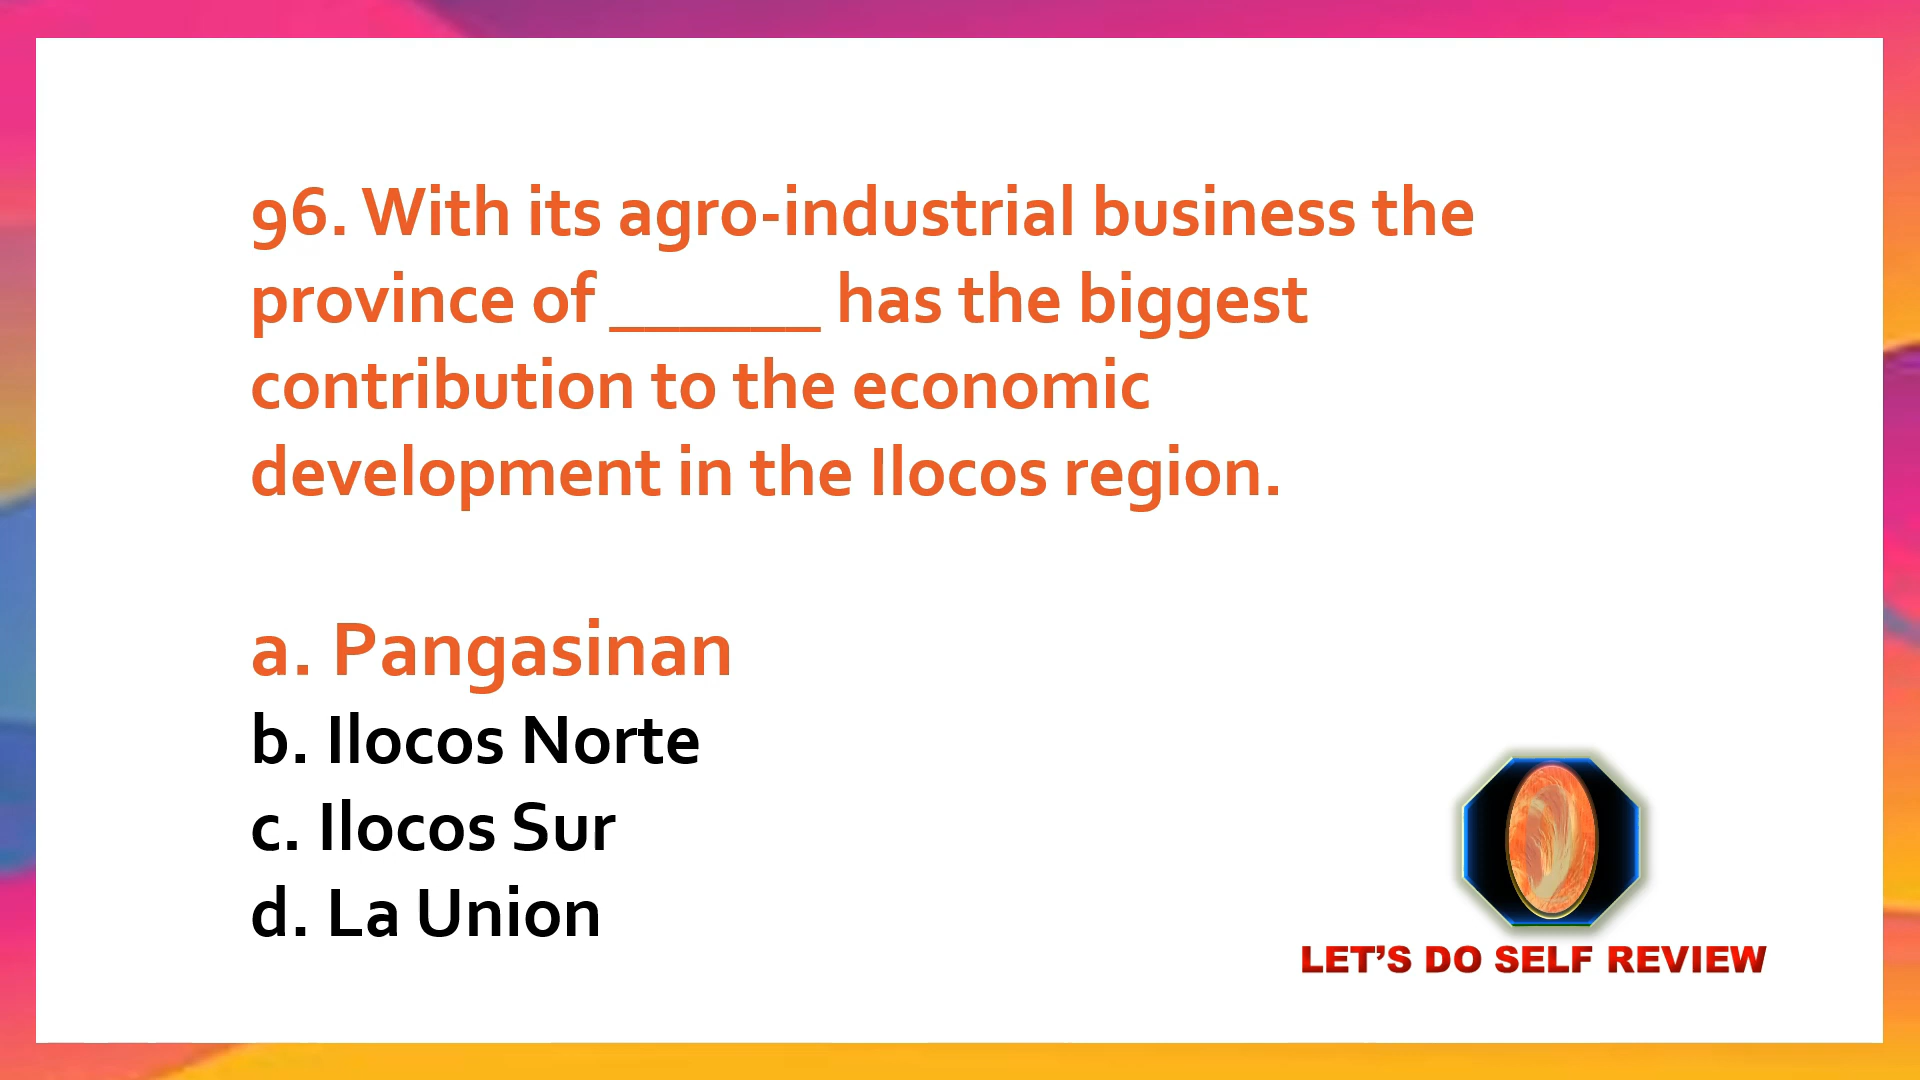 96. With its agro-industrial business the
province of ______ has the biggest
contribution to the economic
development in the Ilocos region.
a. Pangasinan
b. Ilocos Norte
c. Ilocos Sur
d. La Union
LET'S DO SELF REVIEW